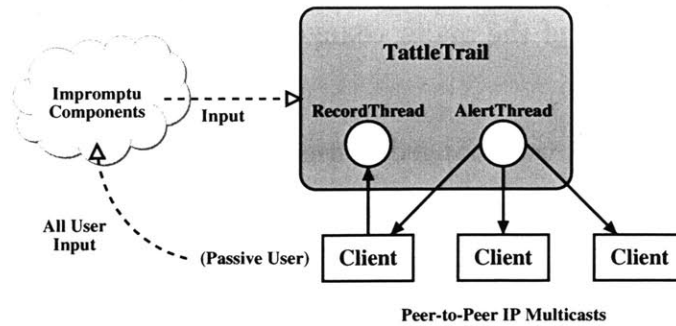 TattleTrail
Impromptu
Components
Input
RecordThread
AlertThread
All User
Input
(Passive User)
Client
Client
Client
Peer-to-Peer IP Multicasts